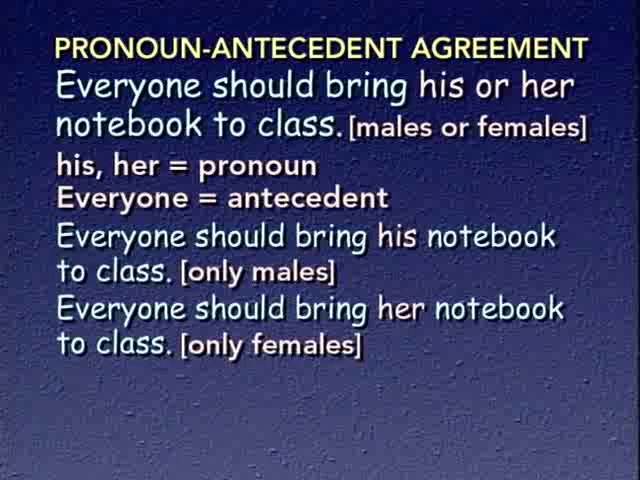 PRONOUN-ANTECEDENT AGREEMENT
Everyone should bring his or her
notebook to class. [males or females]
his, her = pronoun
Everyone = antecedent
Everyone should bring his notebook
to class. [only males]
Everyone should bring her notebook
to class. [only females]